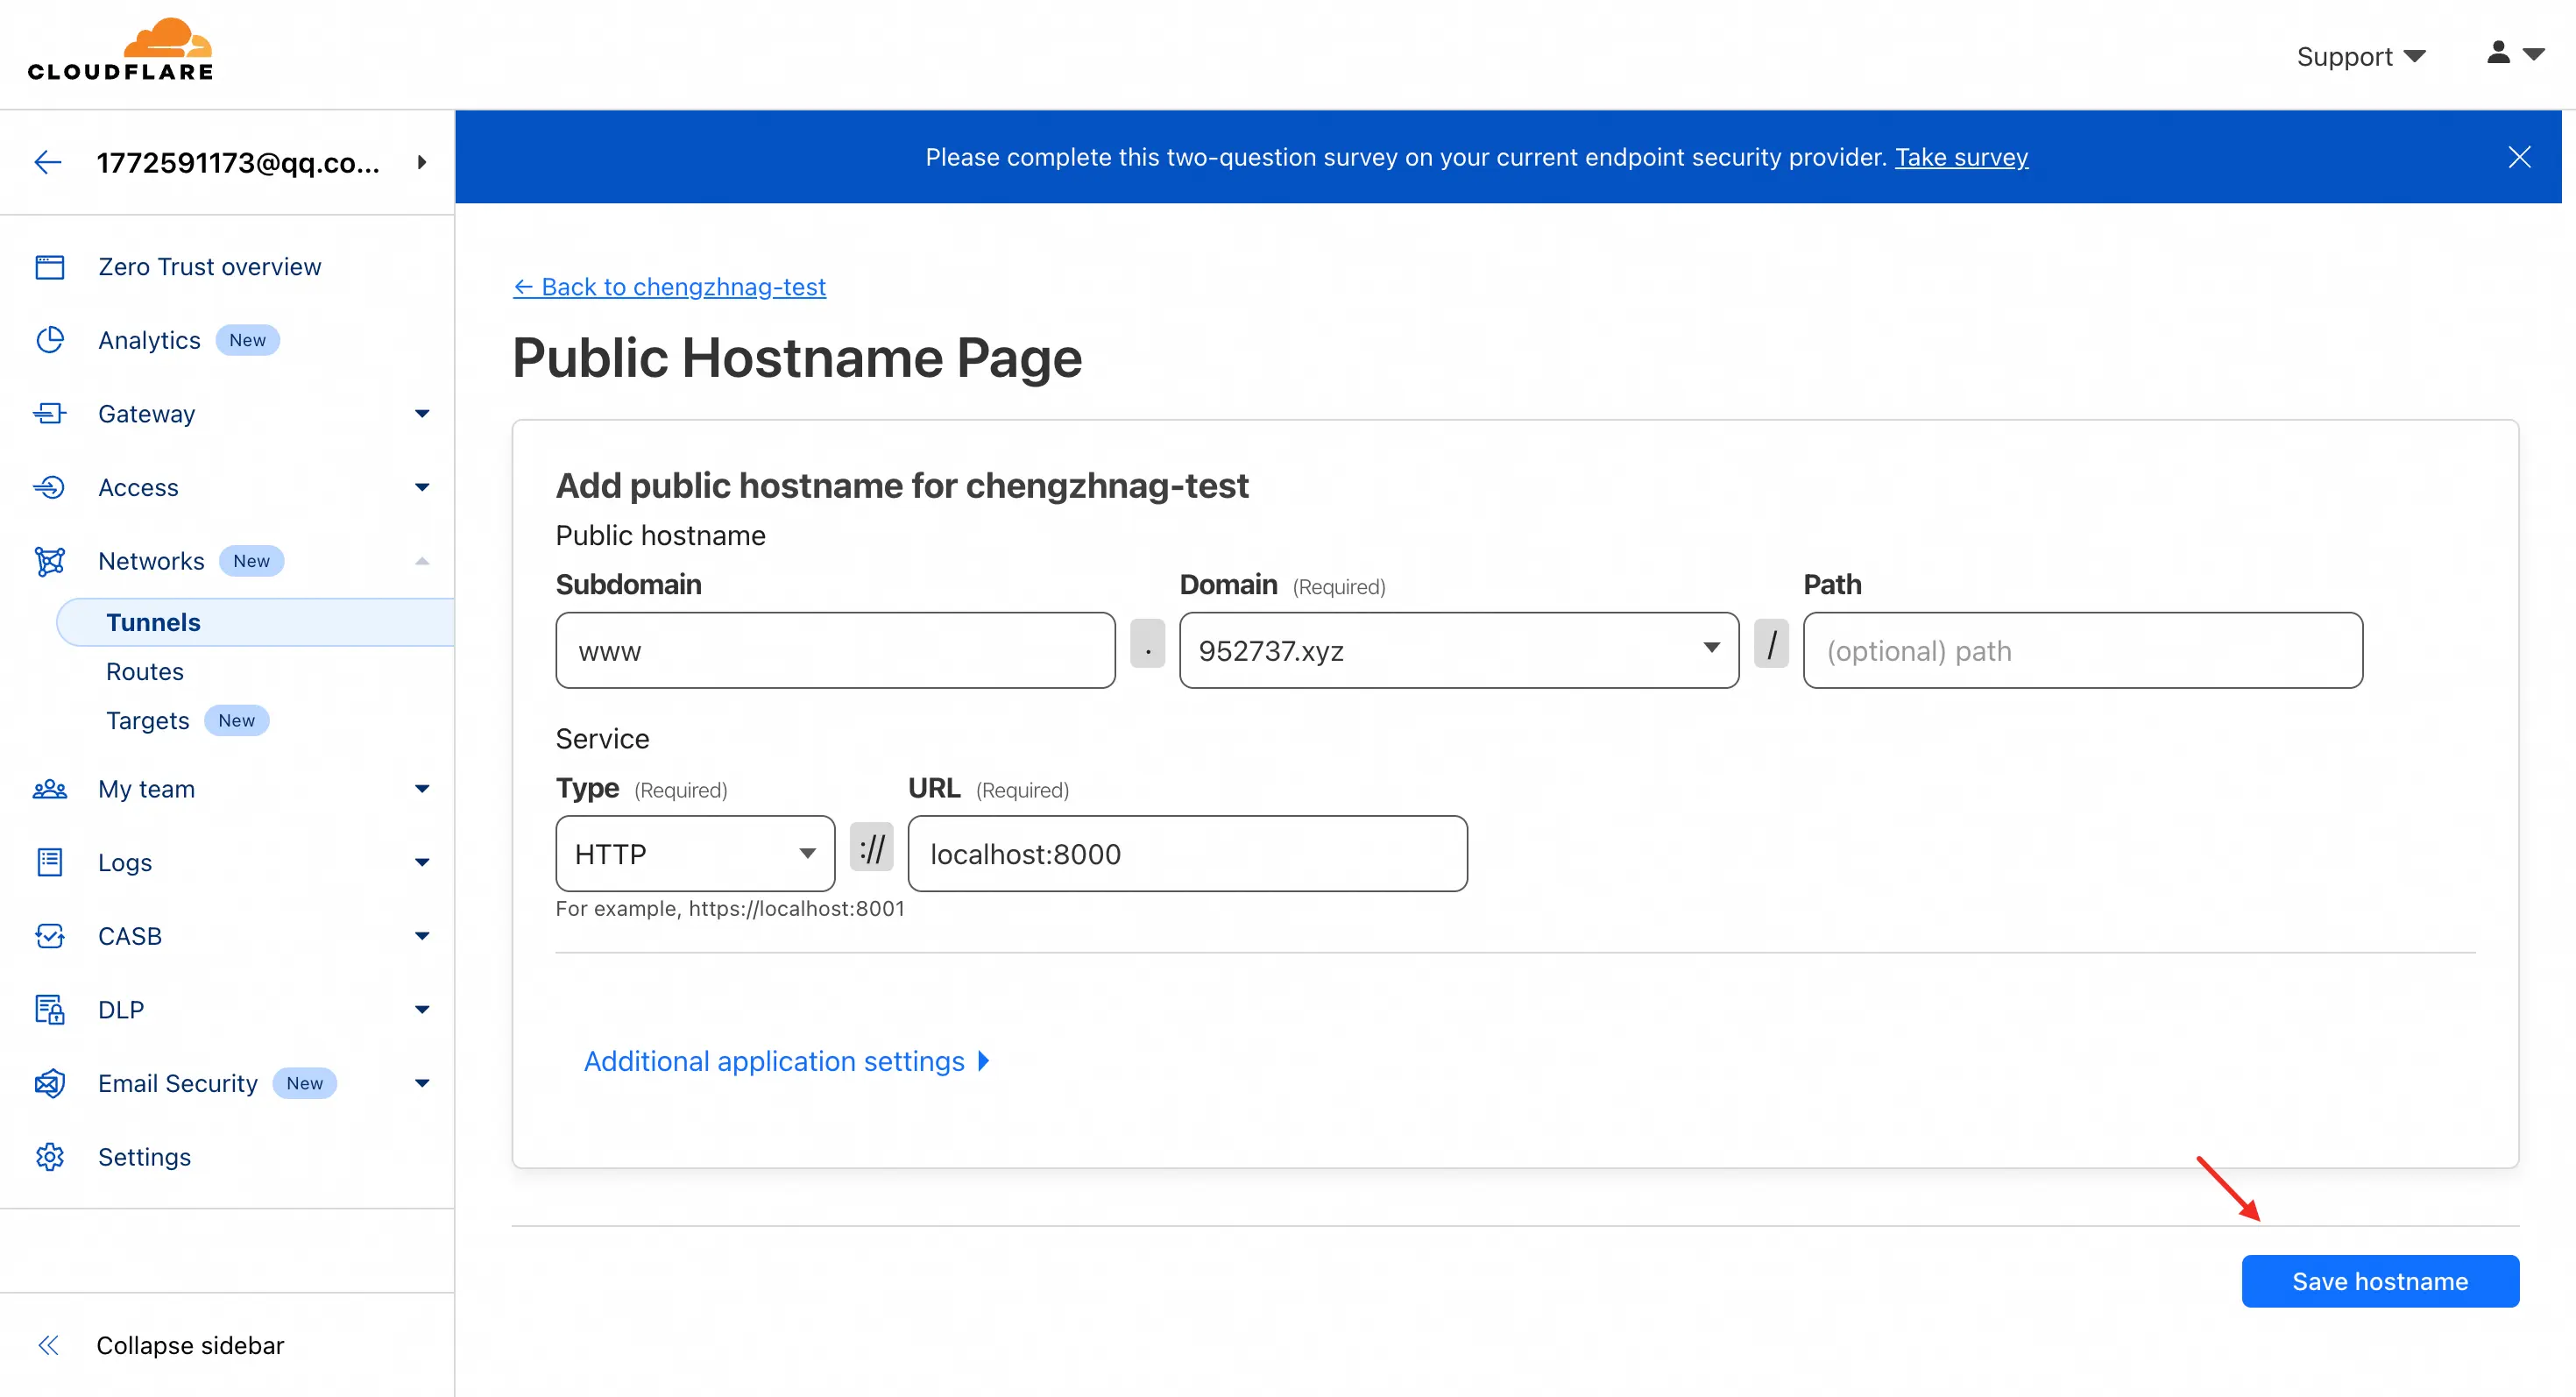 CLOUDFLARE
Support
1772591173@qq.co...
Please complete this two-question survey on your current endpoint security provider. Take survey
Zero Trust overview
Analytics New
Gateway
Access
Networks New
Tunnels
Routes
Targets New
My team
Logs
CASB
DLP
Email Security New
Settings
Collapse sidebar
← Back to chengzhnag-test
Public Hostname Page
Add public hostname for chengzhnag-test
Public hostname
Subdomain Domain (Required) Path
www . 952737.xyz / (optional) path
Service
Type (Required) URL (Required)
HTTP :// localhost:8000
For example, https://localhost:8001
Additional application settings
Save hostname